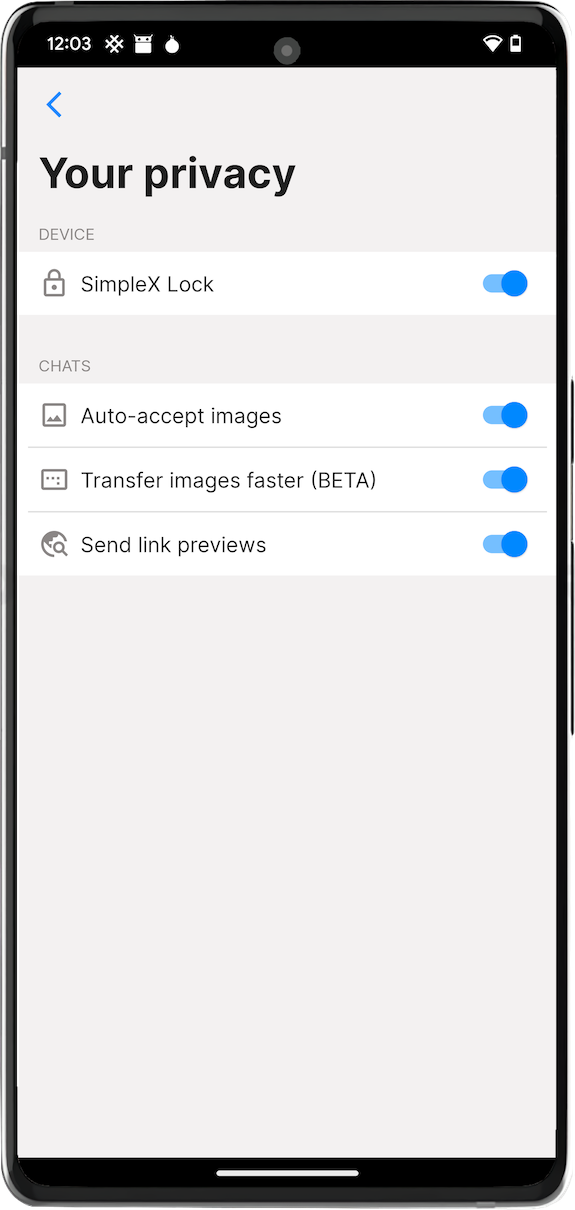 12:03
Your privacy
DEVICE
SimpleX Lock
CHATS
Auto-accept images
Transfer images faster (BETA)
Send link previews